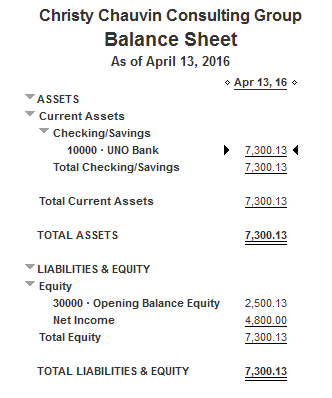 Christy Chauvin Consulting Group
Balance Sheet
As of April 13, 2016
Apr 13, 16
ASSETS
Current Assets
Checking/Savings
10000 · UNO Bank 7,300.13
Total Checking/Savings 7,300.13
Total Current Assets 7,300.13
TOTAL ASSETS 7,300.13
LIABILITIES & EQUITY
Equity
30000 · Opening Balance Equity 2,500.13
Net Income 4,800.00
Total Equity 7,300.13
TOTAL LIABILITIES & EQUITY 7,300.13